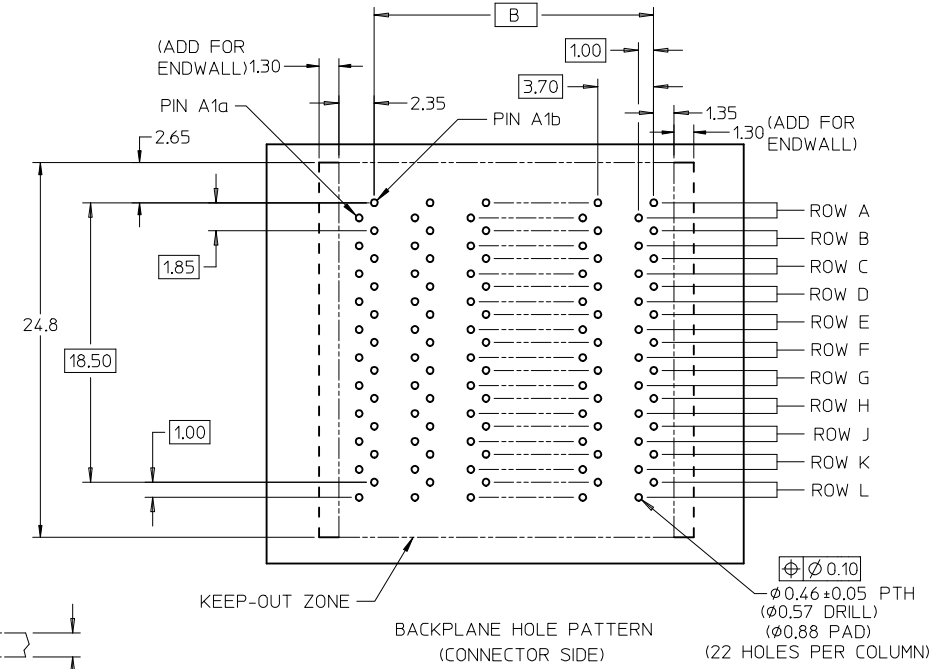 B
(ADD FOR
ENDWALL) 1.30
1.00
3.70
PIN A1a
2.35
PIN A1b
1.35
1.30 (ADD FOR
ENDWALL)
2.65
ROW A
ROW B
1.85
ROW C
ROW D
24.8
ROW E
18.50
ROW F
ROW G
ROW H
1.00
ROW J
ROW K
ROW L
⌖ Ø 0.10
Ø 0.46 ±0.05 PTH
(Ø0.57 DRILL)
(Ø0.88 PAD)
(22 HOLES PER COLUMN)
KEEP-OUT ZONE
BACKPLANE HOLE PATTERN
(CONNECTOR SIDE)